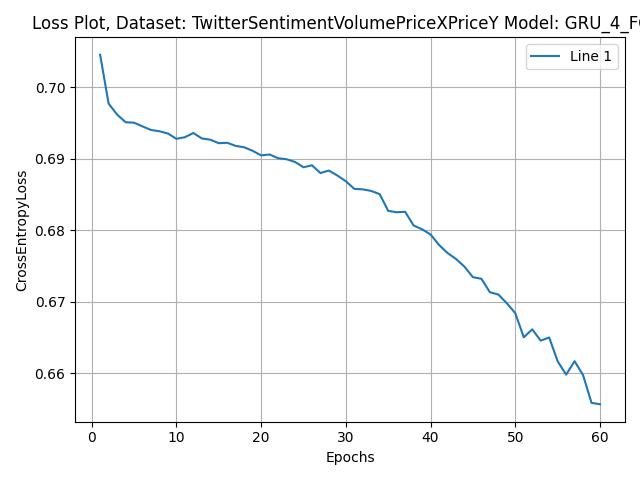 Loss Plot, Dataset: TwitterSentimentVolumePriceXPriceY Model: GRU_4_F
Line 1
0.70
0.69
0.68
0.67
0.66
CrossEntropyLoss
0 10 20 30 40 50 60
Epochs